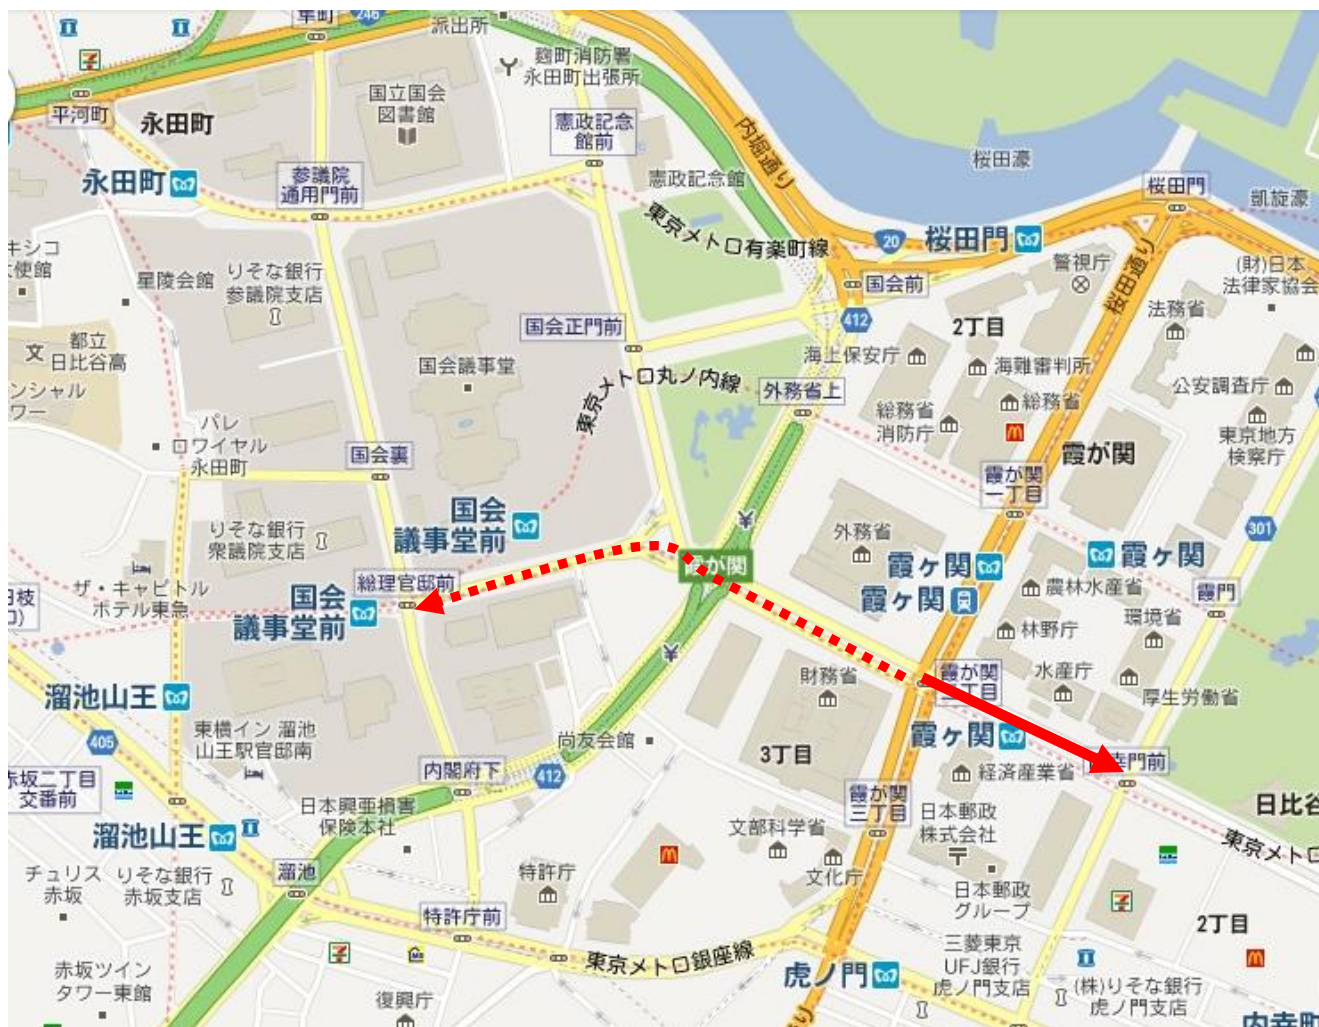 246
派出所
麹町消防署
永田町出張所
平河町
永田町
国立国会
図書館
憲政記念
館前
内堀通り
桜田濠
永田町
参議院
通用門前
憲政記念館
桜田門
凱旋濠
東京メトロ有楽町線
20
桜田門
キシコ
使館
星陵会館
りそな銀行
参議院支店
国会前
警視庁
桜田通り
(財)日本
法律家協会
412
2丁目
法務省
都立
日比谷高
国会正門前
国会議事堂
東京メトロ丸ノ内線
海上保安庁
海難審判所
公安調査庁
ンシャル
ワー
外務省上
総務省
消防庁
総務省
東京地方
検察庁
パレ
ワイヤル
永田町
国会裏
霞が関
霞が関
一丁目
りそな銀行
衆議院支店
国会
議事堂前
外務省
301
霞ヶ関
霞ヶ関
霞ヶ関
霞が関
ザ・キャピトル
ホテル東急
総理官邸前
国会
議事堂前
農林水産省
霞門
環境省
林野庁
財務省
霞が関
二丁目
水産庁
厚生労働省
溜池山王
東横イン 溜池
山王駅官邸南
405
尚友会館
3丁目
霞ヶ関
幸門前
経済産業省
赤坂二丁目
交番前
内閣府下
412
日本興亜損害
保険本社
霞が関
三丁目
日本郵政
株式会社
日比谷
東京メトロ
溜池山王
文部科学省
文化庁
チュリス
赤坂
りそな銀行
赤坂支店
溜池
特許庁
日本郵政
グループ
特許庁前
2丁目
東京メトロ銀座線
虎ノ門
三菱東京
UFJ銀行
虎ノ門支店
(株)りそな銀行
虎ノ門支店
赤坂ツイン
タワー東館
復興庁
通り
内幸町